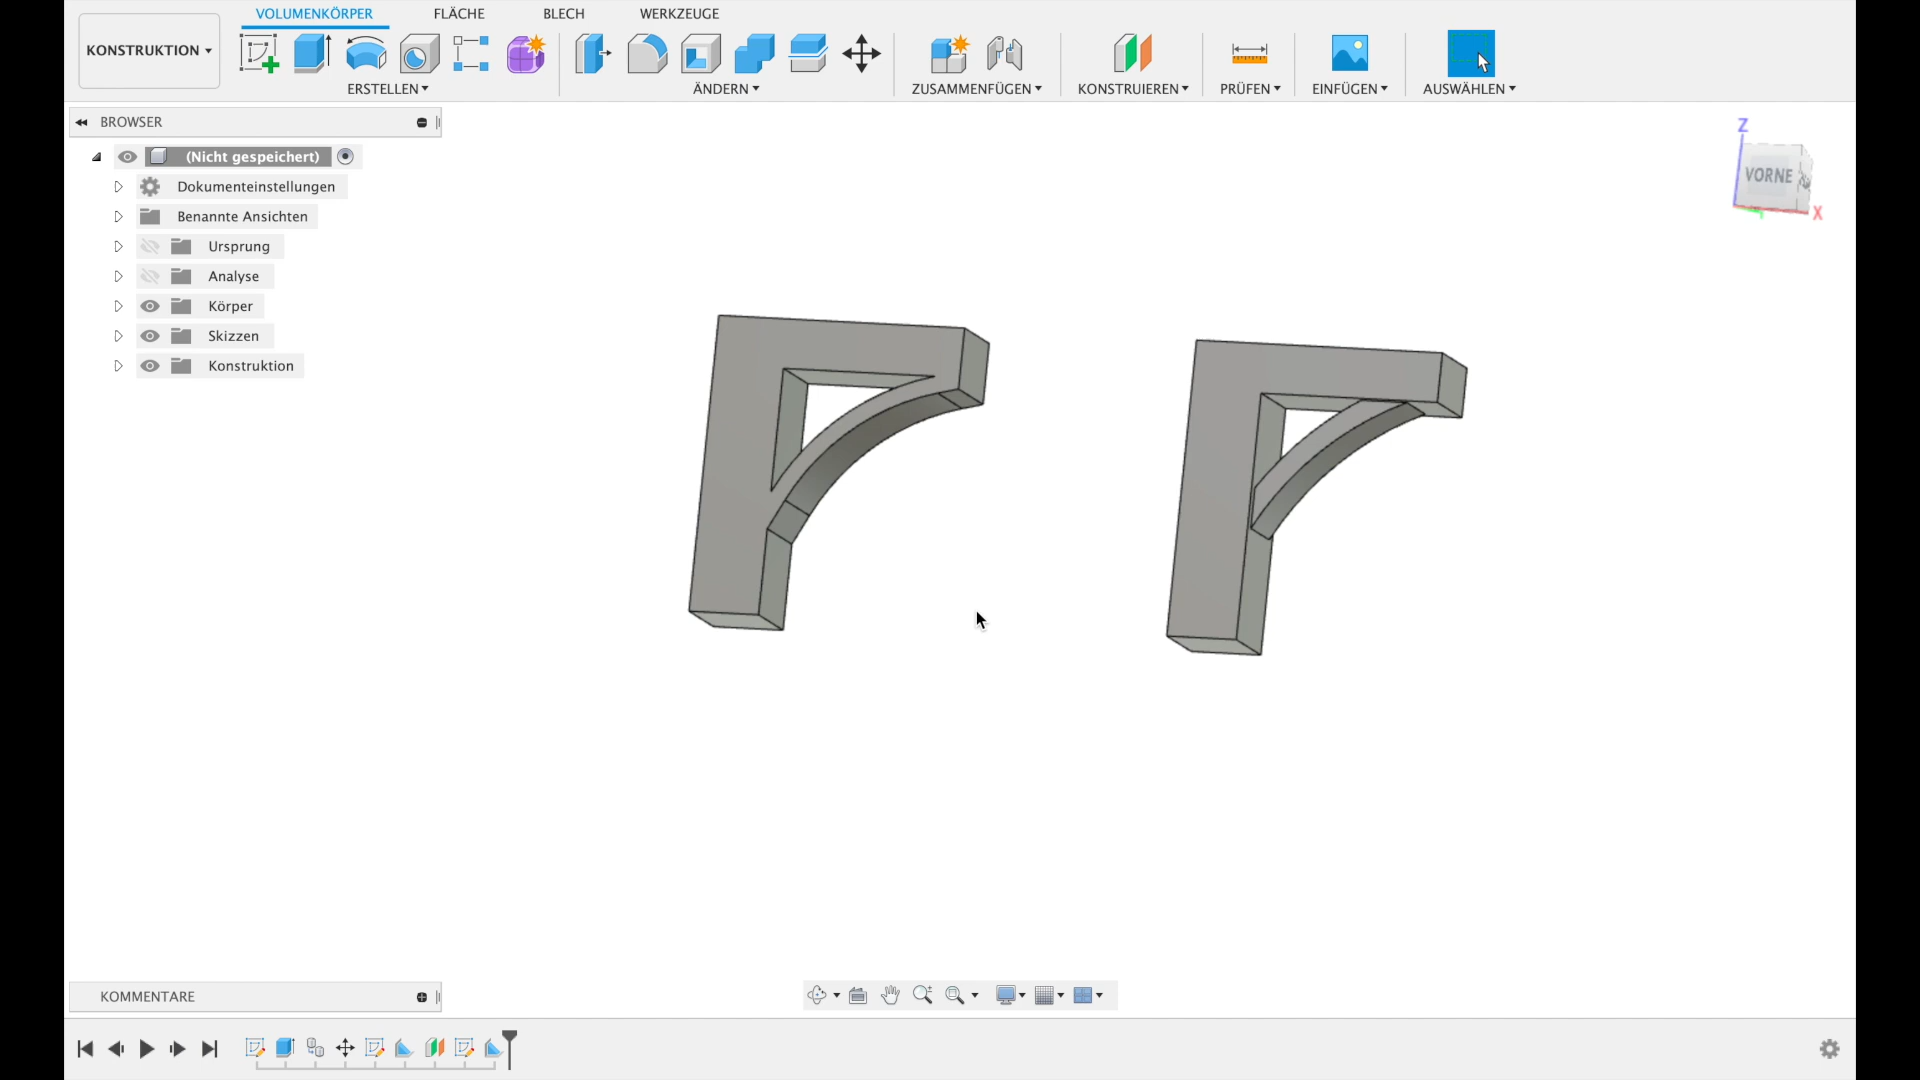 VOLUMENKÖRPER FLÄCHE BLECH WERKZEUGE
KONSTRUKTION
ERSTELLEN ÄNDERN ZUSAMMENFÜGEN KONSTRUIEREN PRÜFEN EINFÜGEN AUSWÄHLEN
BROWSER
(Nicht gespeichert)
Dokumenteinstellungen
Benannte Ansichten
Ursprung
Analyse
Körper
Skizzen
Konstruktion
Z
VORNE
X
KOMMENTARE